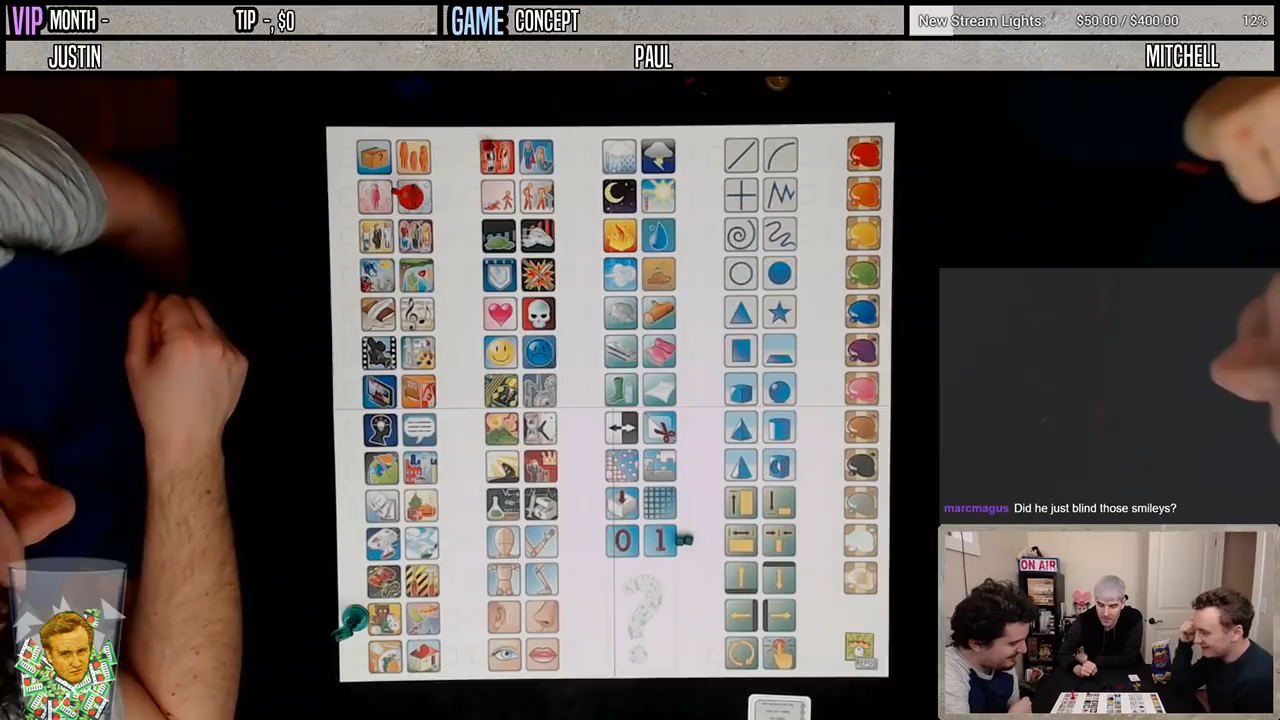 VIP MONTH - TIP -, $0
GAME CONCEPT
New Stream Lights: $50.00 / $400.00 12%
JUSTIN PAUL MITCHELL
0 1
?
marcmagus Did he just blind those smileys?
ON AIR